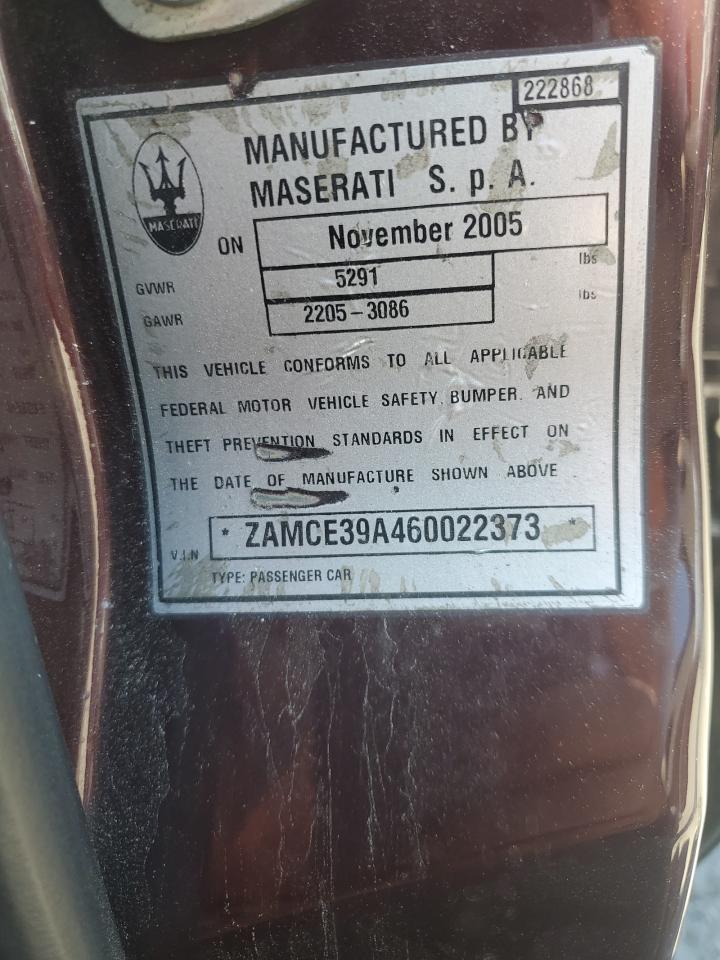 222868
MANUFACTURED BY
MASERATI S. p. A.
MASERATI
ON November 2005
GVWR 5291 lbs
GAWR 2205-3086 lbs
THIS VEHICLE CONFORMS TO ALL APPLICABLE
FEDERAL MOTOR VEHICLE SAFETY, BUMPER. AND
THEFT PREVENTION STANDARDS IN EFFECT ON
THE DATE OF MANUFACTURE SHOWN ABOVE
V.I.N * ZAMCE39A460022373 *
TYPE: PASSENGER CAR